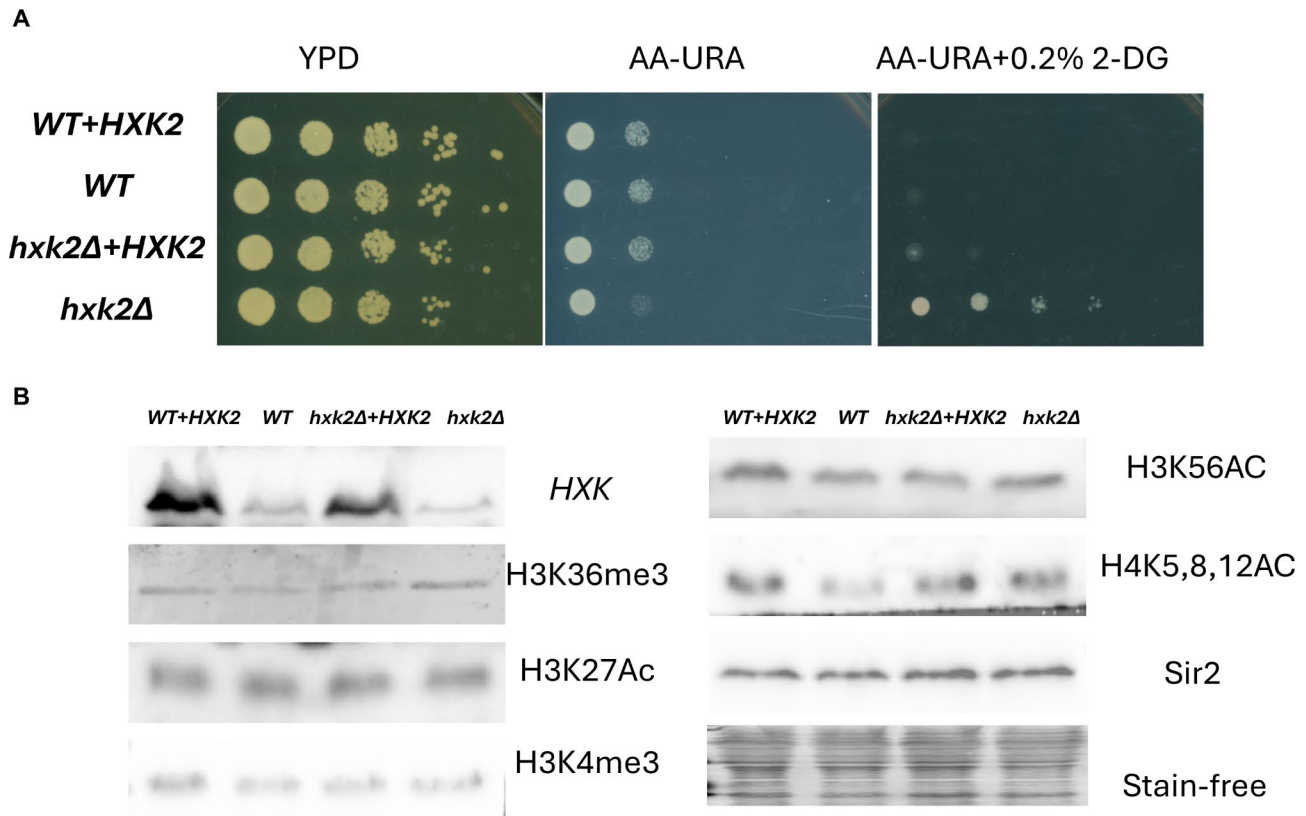 A
YPD
AA-URA
AA-URA+0.2% 2-DG
WT+HXK2
WT
hxk2Δ+HXK2
hxk2Δ
B
WT+HXK2 WT hxk2Δ+HXK2 hxk2Δ
HXK
H3K36me3
H3K27Ac
H3K4me3
WT+HXK2 WT hxk2Δ+HXK2 hxk2Δ
H3K56AC
H4K5,8,12AC
Sir2
Stain-free